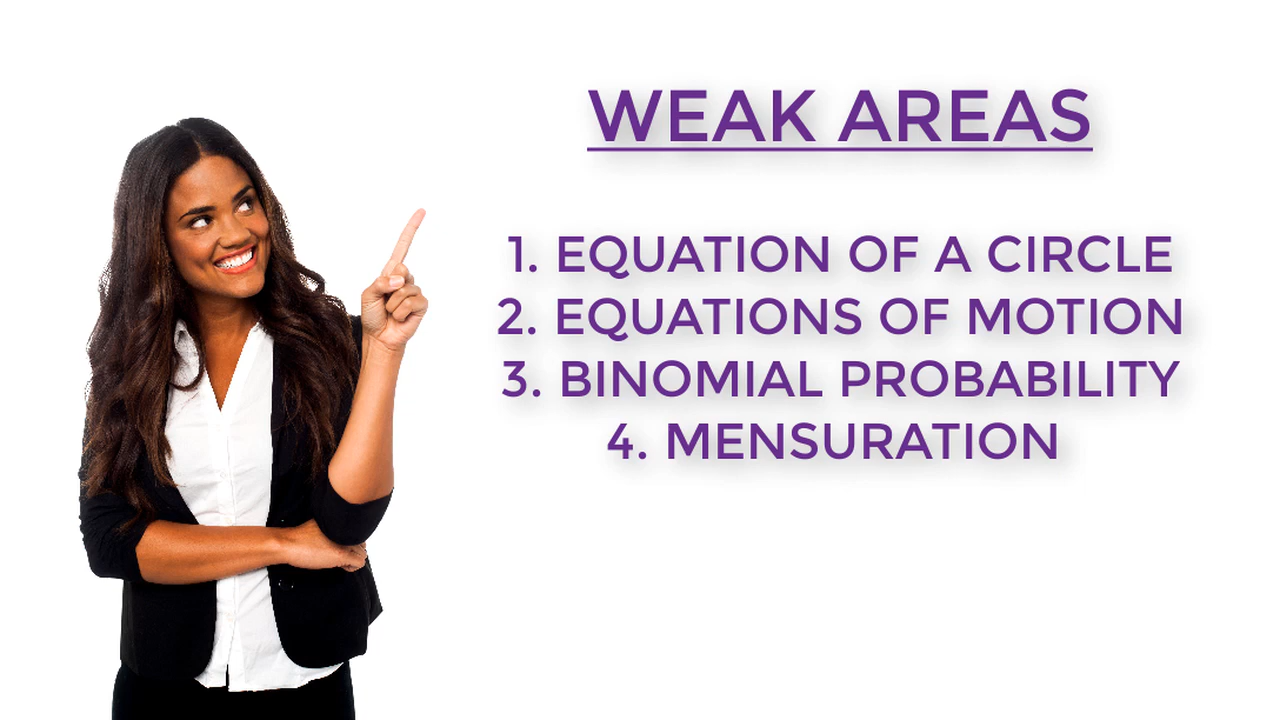 WEAK AREAS
1. EQUATION OF A CIRCLE
2. EQUATIONS OF MOTION
3. BINOMIAL PROBABILITY
4. MENSURATION